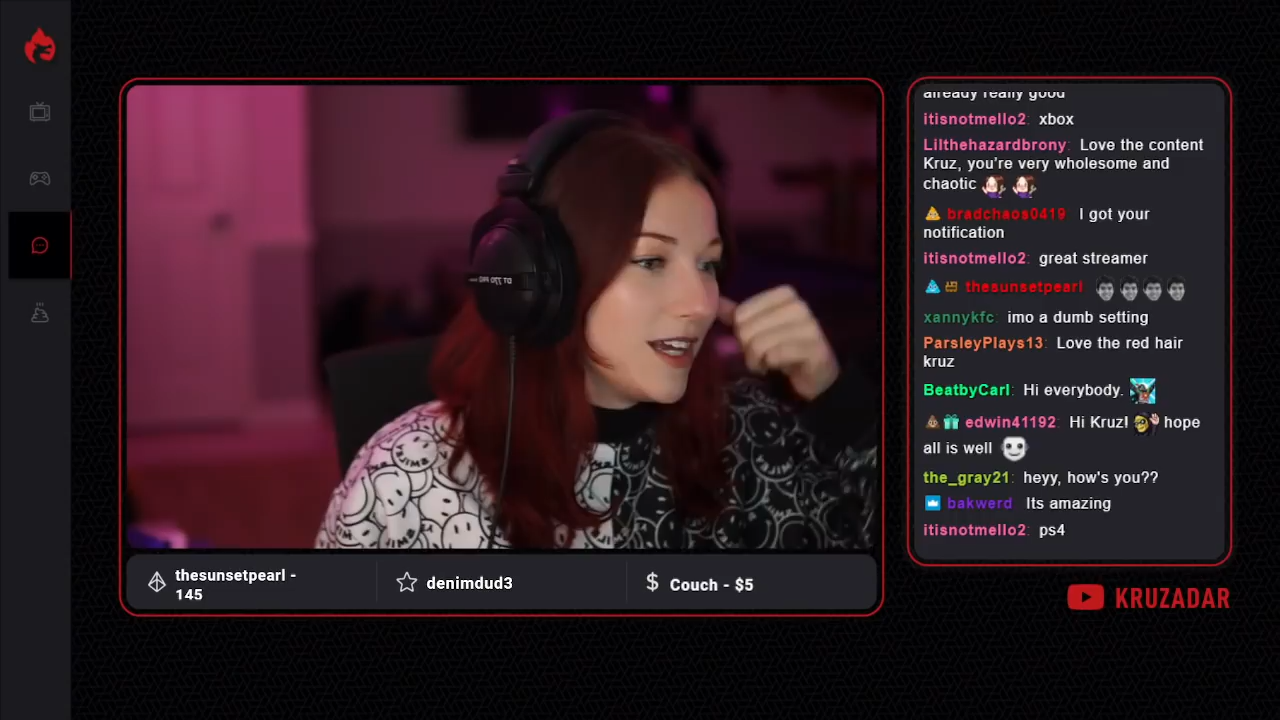 already really good
itisnotmello2: xbox
Lilthehazardbrony: Love the content
Kruz, you're very wholesome and
chaotic
bradchaos0419 I got your
notification
itisnotmello2: great streamer
thesunsetpearl
xannykfc: imo a dumb setting
ParsleyPlays13: Love the red hair
kruz
BeatbyCarl: Hi everybody.
edwin41192: Hi Kruz! hope
all is well
the_gray21: heyy, how's you??
bakwerd Its amazing
itisnotmello2: ps4
DT 770 PRO
thesunsetpearl -
145
denimdud3
$ Couch - $5
KRUZADAR